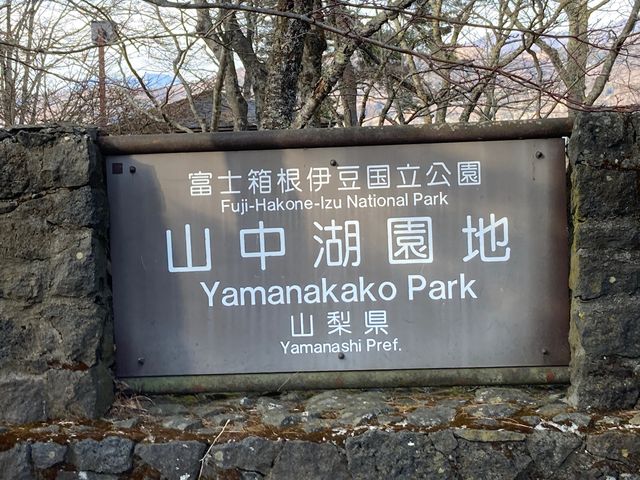 富士箱根伊豆国立公園
Fuji-Hakone-Izu National Park
山中湖園地
Yamanakako Park
山梨県
Yamanashi Pref.